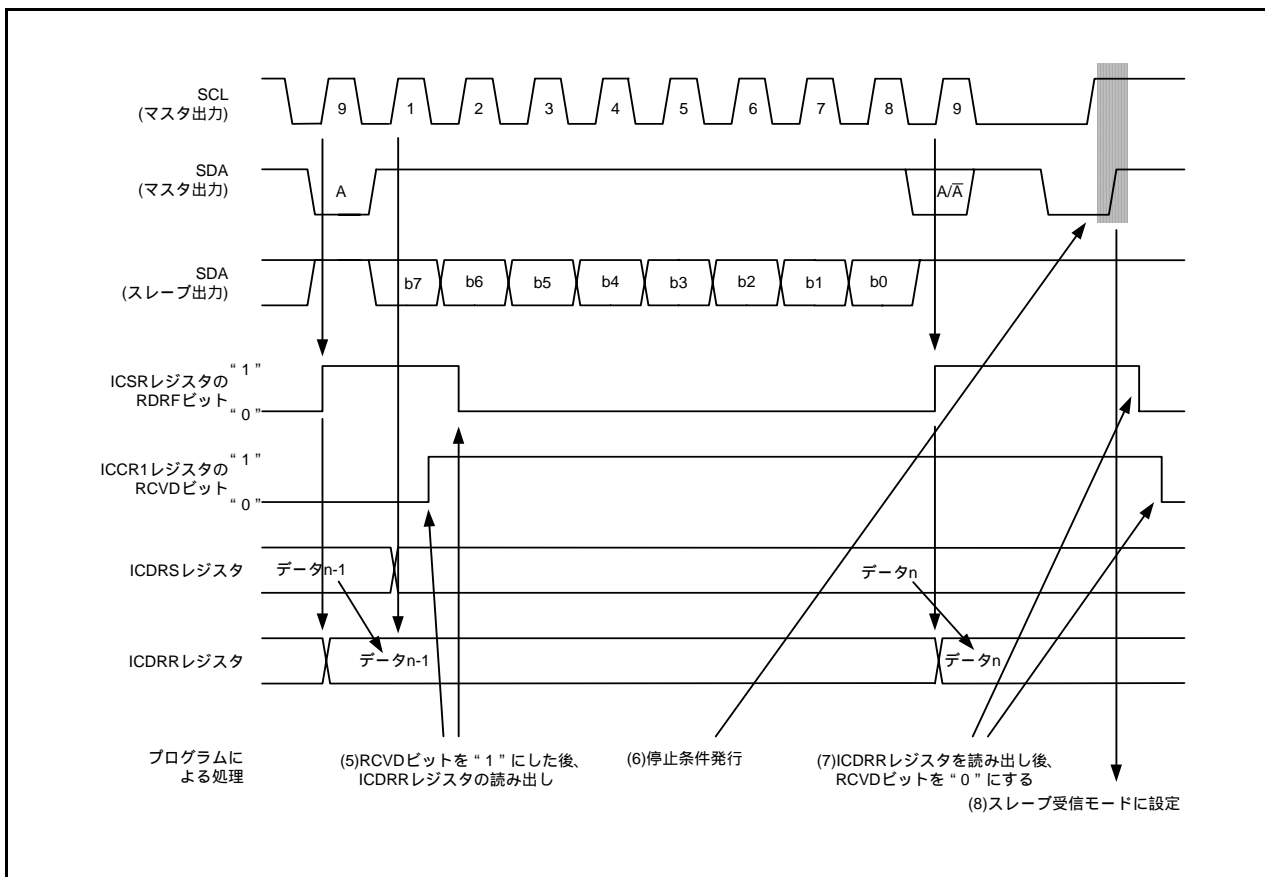 SCL
(マスタ出力)
9
1
2
3
4
5
6
7
8
9
SDA
(マスタ出力)
A
A/A̅
SDA
(スレーブ出力)
b7
b6
b5
b4
b3
b2
b1
b0
ICSRレジスタの
RDRFビット
“ 1 ”
“ 0 ”
ICCR1レジスタの
RCVDビット
“ 1 ”
“ 0 ”
ICDRSレジスタ
データn-1
データn
ICDRRレジスタ
データn-1
データn
プログラムに
よる処理
(5)RCVDビットを “ 1 ” にした後、
ICDRRレジスタの読み出し
(6)停止条件発行
(7)ICDRRレジスタを読み出し後、
RCVDビットを “ 0 ” にする
(8)スレーブ受信モードに設定